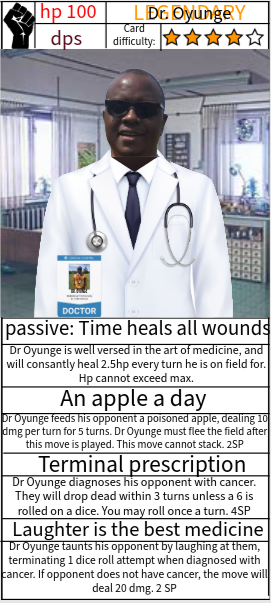 hp 100
LEGENDARY
Dr. Oyunge
dps
Card
difficulty:
DOCTOR
passive: Time heals all wounds
Dr Oyunge is well versed in the art of medicine, and
will consantly heal 2.5hp every turn he is on field for.
Hp cannot exceed max.
An apple a day
Dr Oyunge feeds his opponent a poisoned apple, dealing 10
dmg per turn for 5 turns. Dr Oyunge must flee the field after
this move is played. This move cannot stack. 2SP
Terminal prescription
Dr Oyunge diagnoses his opponent with cancer.
They will drop dead within 3 turns unless a 6 is
rolled on a dice. You may roll once a turn. 4SP
Laughter is the best medicine
Dr Oyunge taunts his opponent by laughing at them,
terminating 1 dice roll attempt when diagnosed with
cancer. If opponent does not have cancer, the move will
deal 20 dmg. 2 SP